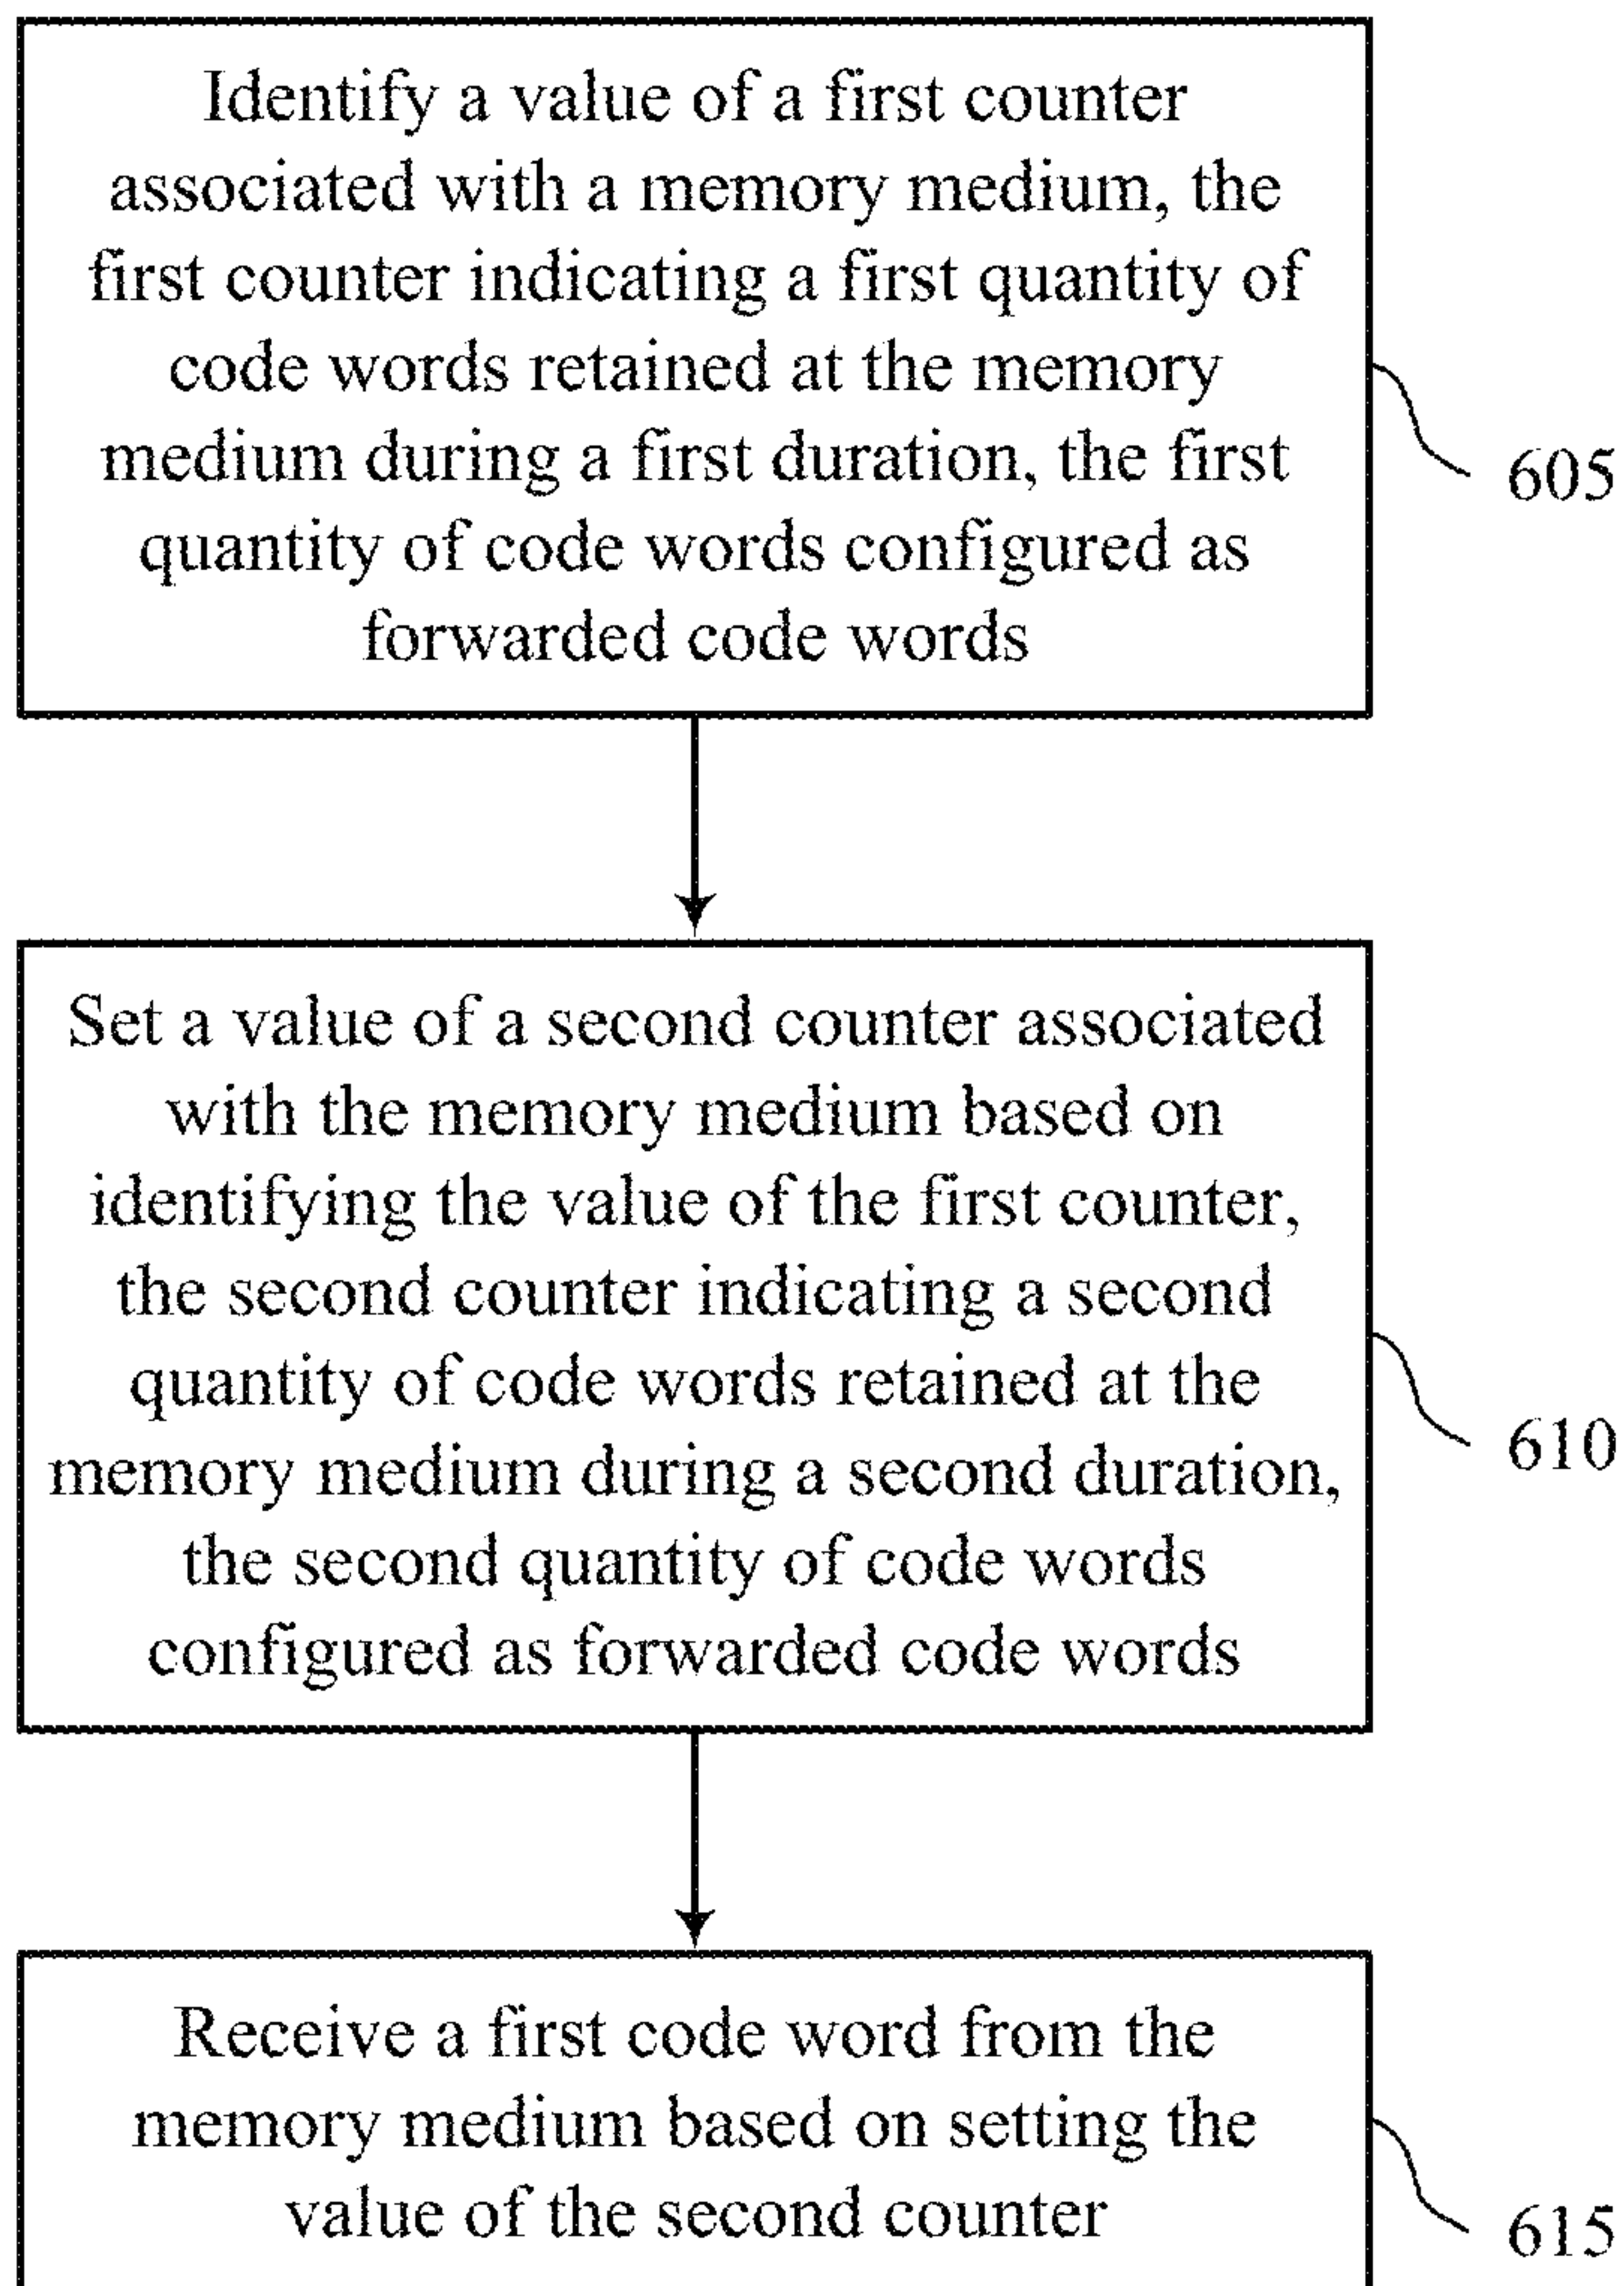 Identify a value of a first counter
associated with a memory medium, the
first counter indicating a first quantity of
code words retained at the memory
medium during a first duration, the first
quantity of code words configured as
forwarded code words
605
Set a value of a second counter associated
with the memory medium based on
identifying the value of the first counter,
the second counter indicating a second
quantity of code words retained at the
memory medium during a second duration,
the second quantity of code words
configured as forwarded code words
610
Receive a first code word from the
memory medium based on setting the
value of the second counter
615